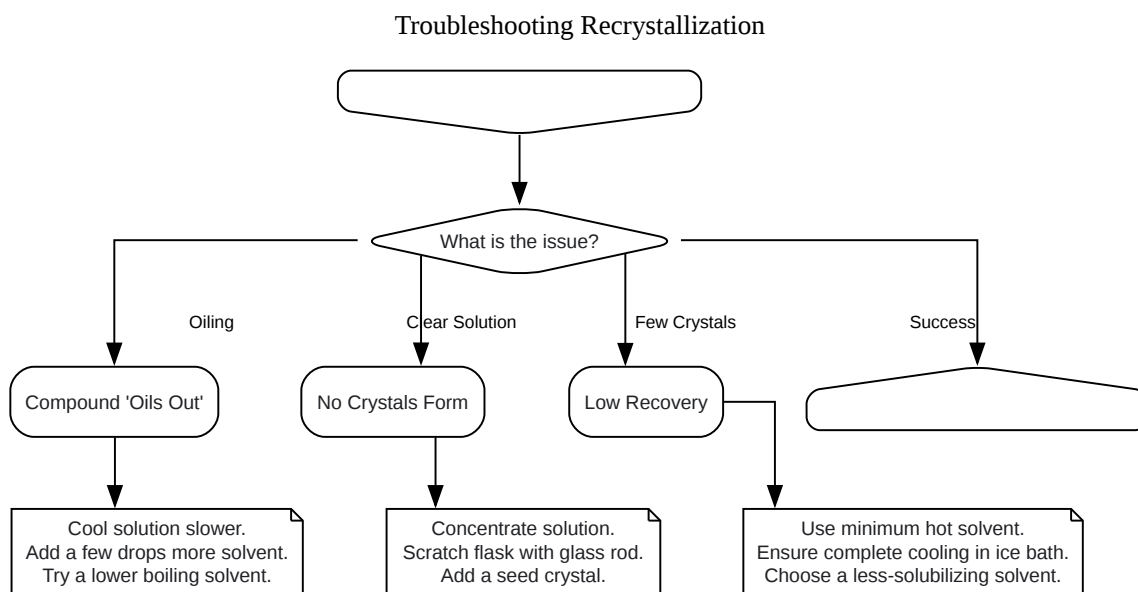 Troubleshooting Recrystallization
What is the issue?
Oiling
Clear Solution
Few Crystals
Success
Compound 'Oils Out'
No Crystals Form
Low Recovery
Cool solution slower.
Add a few drops more solvent.
Try a lower boiling solvent.
Concentrate solution.
Scratch flask with glass rod.
Add a seed crystal.
Use minimum hot solvent.
Ensure complete cooling in ice bath.
Choose a less-solubilizing solvent.